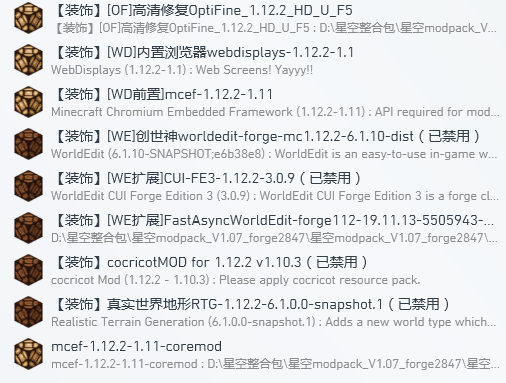 【装饰】[OF]高清修复OptiFine_1.12.2_HD_U_F5
【装饰】[OF]高清修复OptiFine_1.12.2_HD_U_F5 : D:\星空整合包\星空modpack_V...
【装饰】[WD]内置浏览器webdisplays-1.12.2-1.1
WebDisplays (1.12.2-1.1) : Web Screens! Yayyy!!
【装饰】[WD前置]mcef-1.12.2-1.11
Minecraft Chromium Embedded Framework (1.12.2-1.11) : API required for mod...
【装饰】[WE]创世神worldedit-forge-mc1.12.2-6.1.10-dist（已禁用）
WorldEdit (6.1.10-SNAPSHOT;e6b38e8) : WorldEdit is an easy-to-use in-game w...
【装饰】[WE扩展]CUI-FE3-1.12.2-3.0.9（已禁用）
WorldEdit CUI Forge Edition 3 (3.0.9) : WorldEdit CUI Forge Edition 3 is a forge cl...
【装饰】[WE扩展]FastAsyncWorldEdit-forge112-19.11.13-5505943-...
D:\星空整合包\星空modpack_V1.07_forge2847\星空modpack_V1.07_forge2847\...
【装饰】cocricotMOD for 1.12.2 v1.10.3（已禁用）
cocricot Mod (1.12.2 - 1.10.3) : Please apply cocricot resource pack.
【装饰】真实世界地形RTG-1.12.2-6.1.0.0-snapshot.1（已禁用）
Realistic Terrain Generation (6.1.0.0-snapshot.1) : Adds a new world type which...
mcef-1.12.2-1.11-coremod
mcef-1.12.2-1.11-coremod : D:\星空整合包\星空modpack_V1.07_forge2847\星空...